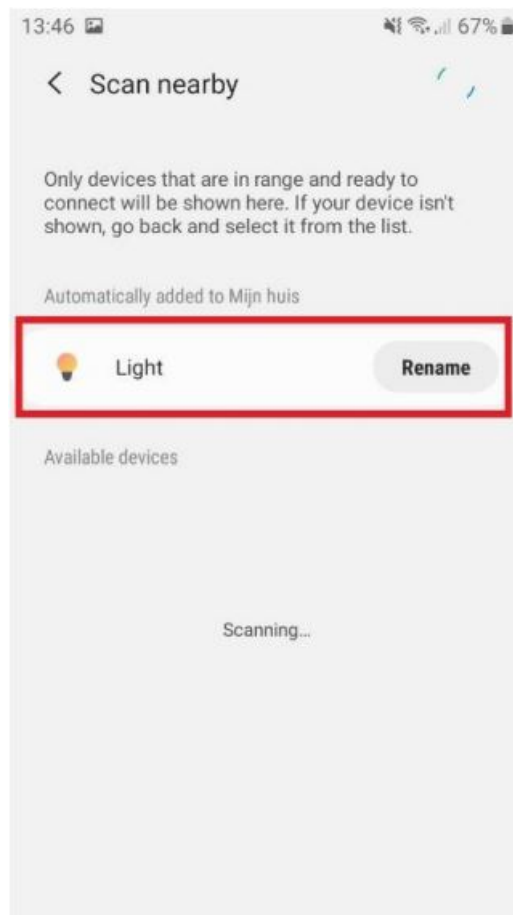 13:46 67%
Scan nearby
Only devices that are in range and ready to
connect will be shown here. If your device isn't
shown, go back and select it from the list.
Automatically added to Mijn huis
Light Rename
Available devices
Scanning...